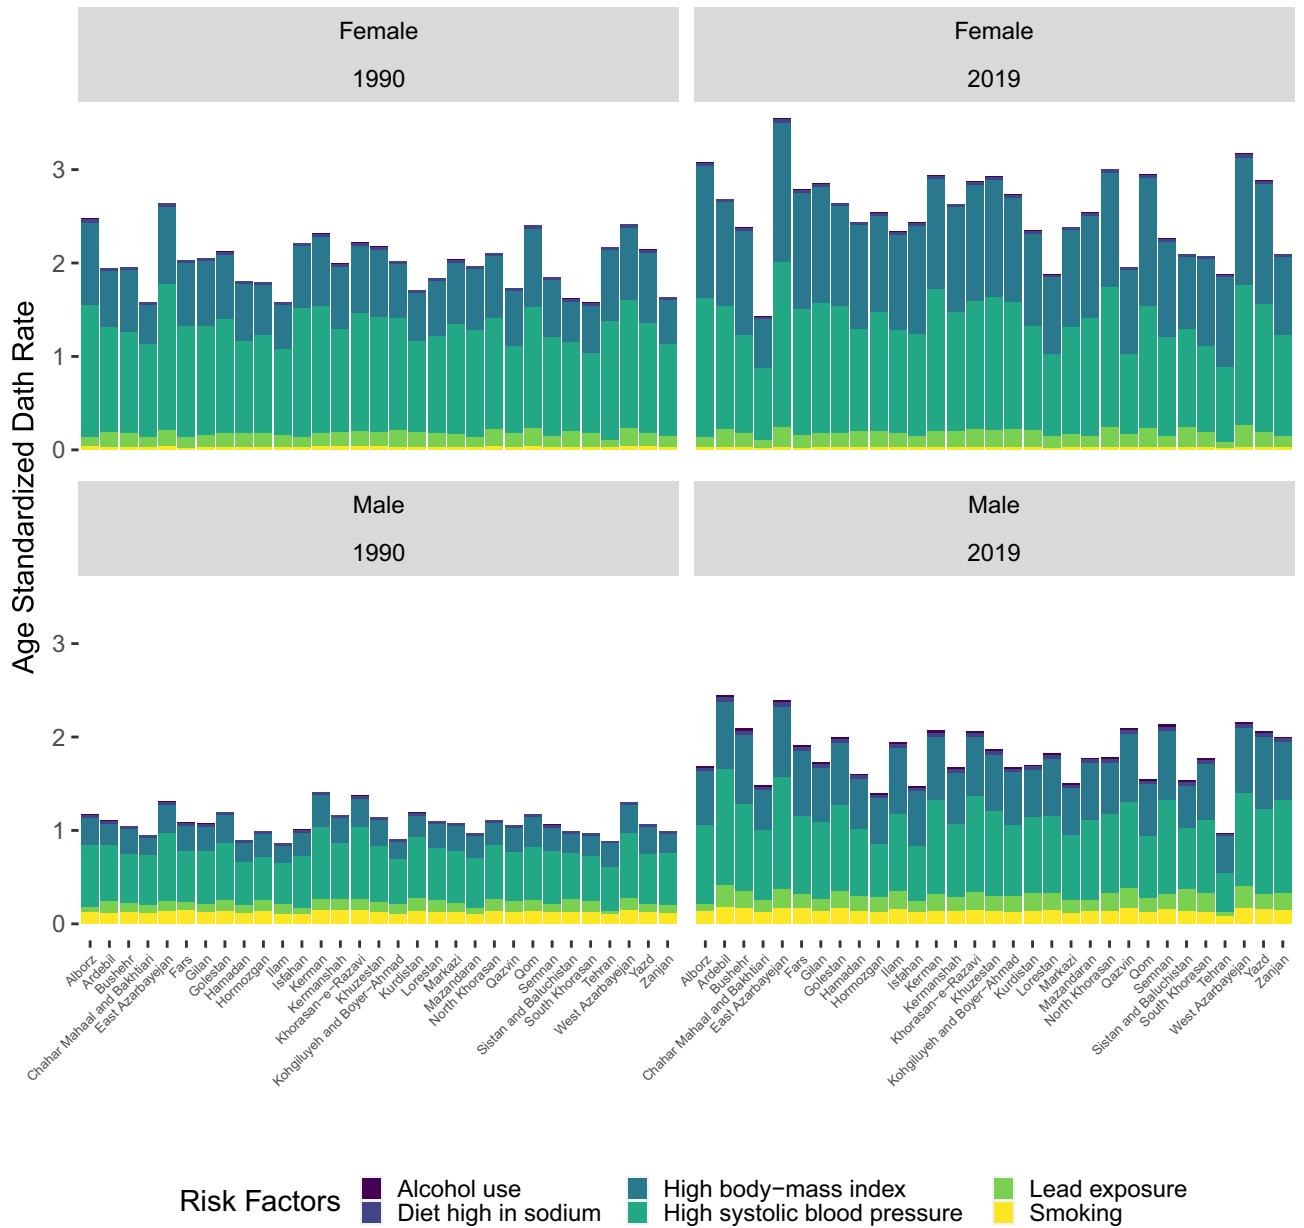 Female
1990
Female
2019
Age Standardized Dath Rate
3
2
1
0
Male
1990
Male
2019
3
2
1
0
Alborz
Ardebil
Bushehr
Chahar Mahaal and Bakhtiari
East Azarbayejan
Fars
Gilan
Golestan
Hamadan
Hormozgan
Ilam
Isfahan
Kerman
Kermanshah
Khorasan−e−Razavi
Khuzestan
Kohgiluyeh and Boyer−Ahmad
Kurdistan
Lorestan
Markazi
Mazandaran
North Khorasan
Qazvin
Qom
Semnan
Sistan and Baluchistan
South Khorasan
Tehran
West Azarbayejan
Yazd
Zanjan
Alborz
Ardebil
Bushehr
Chahar Mahaal and Bakhtiari
East Azarbayejan
Fars
Gilan
Golestan
Hamadan
Hormozgan
Ilam
Isfahan
Kerman
Kermanshah
Khorasan−e−Razavi
Khuzestan
Kohgiluyeh and Boyer−Ahmad
Kurdistan
Lorestan
Markazi
Mazandaran
North Khorasan
Qazvin
Qom
Semnan
Sistan and Baluchistan
South Khorasan
Tehran
West Azarbayejan
Yazd
Zanjan
Risk Factors
Alcohol use
Diet high in sodium
High body−mass index
High systolic blood pressure
Lead exposure
Smoking